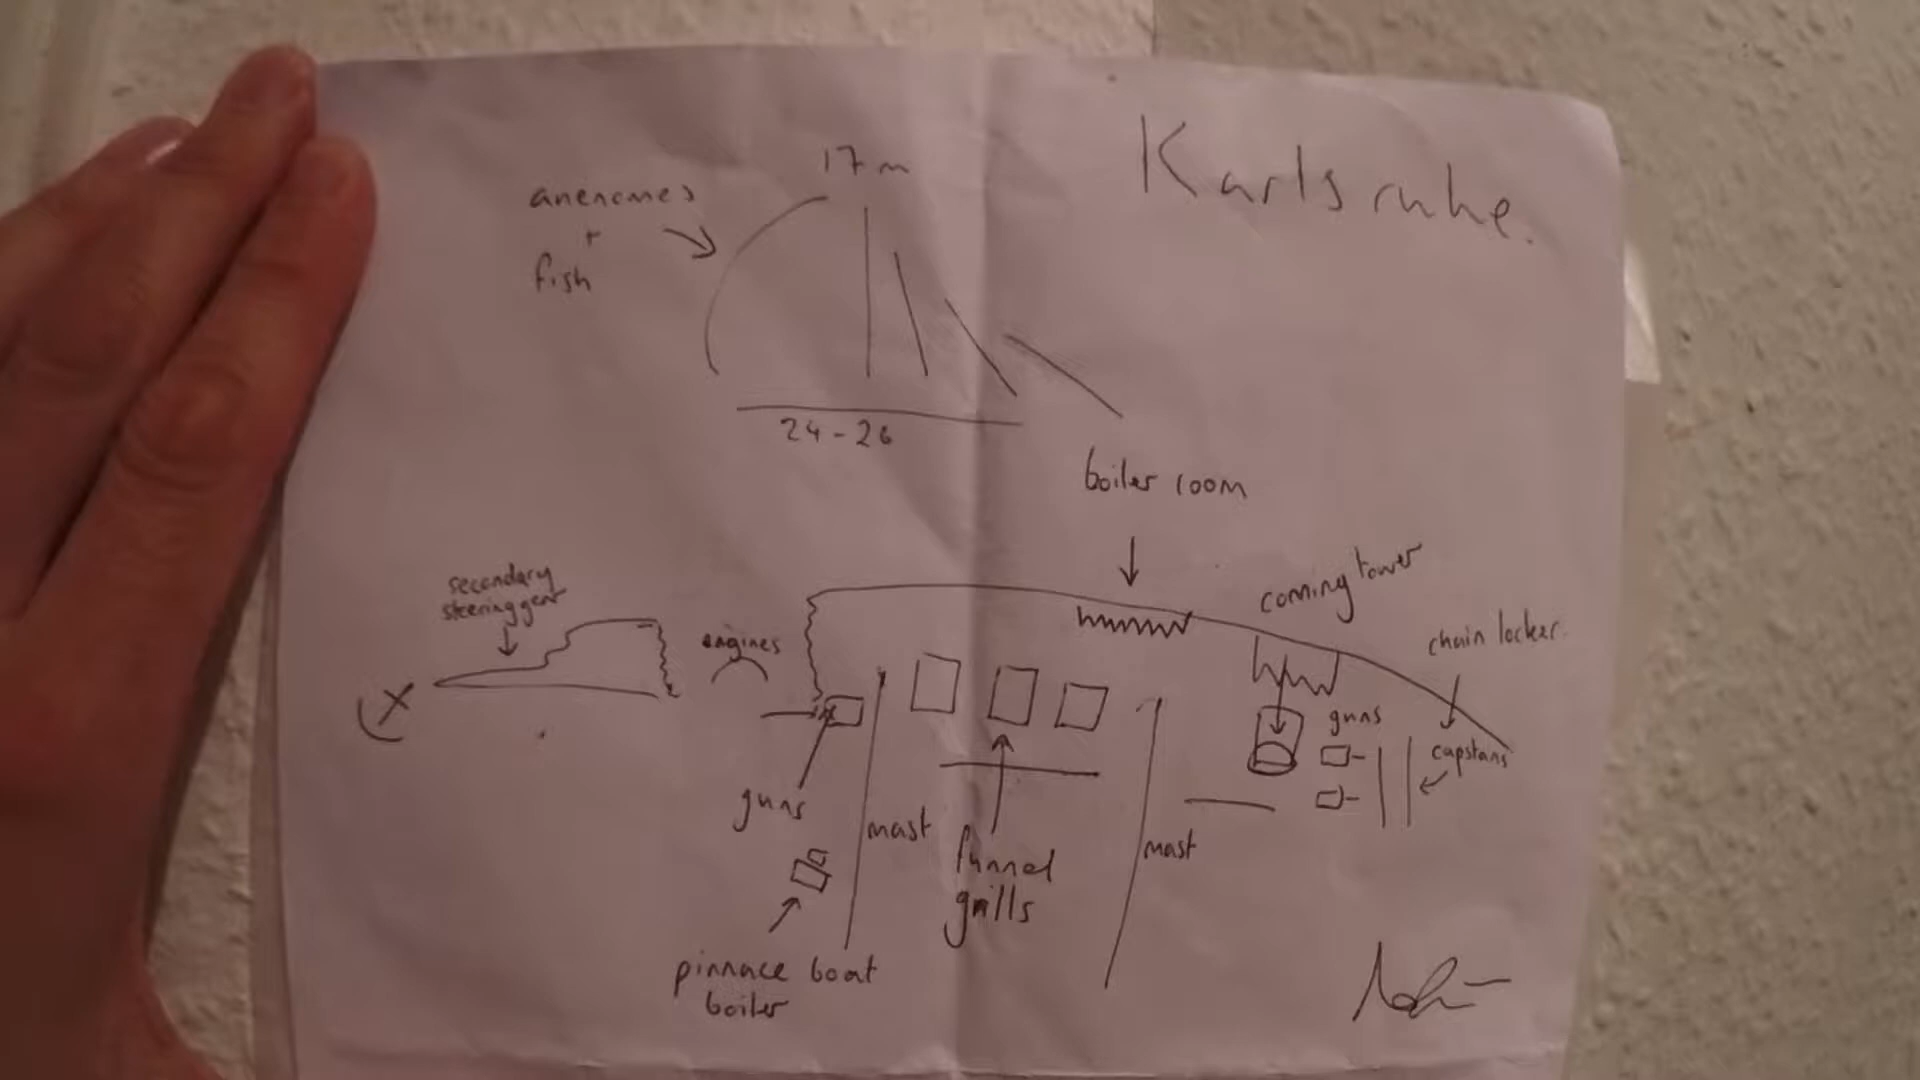 Karlsruhe.
17m
anenomes
+
fish
24-26
boiler room
secondary
steering gear
engines
conning tower
chain locker
guns
capstans
guns
mast
funnel
grills
mast
pinnace boat
boiler